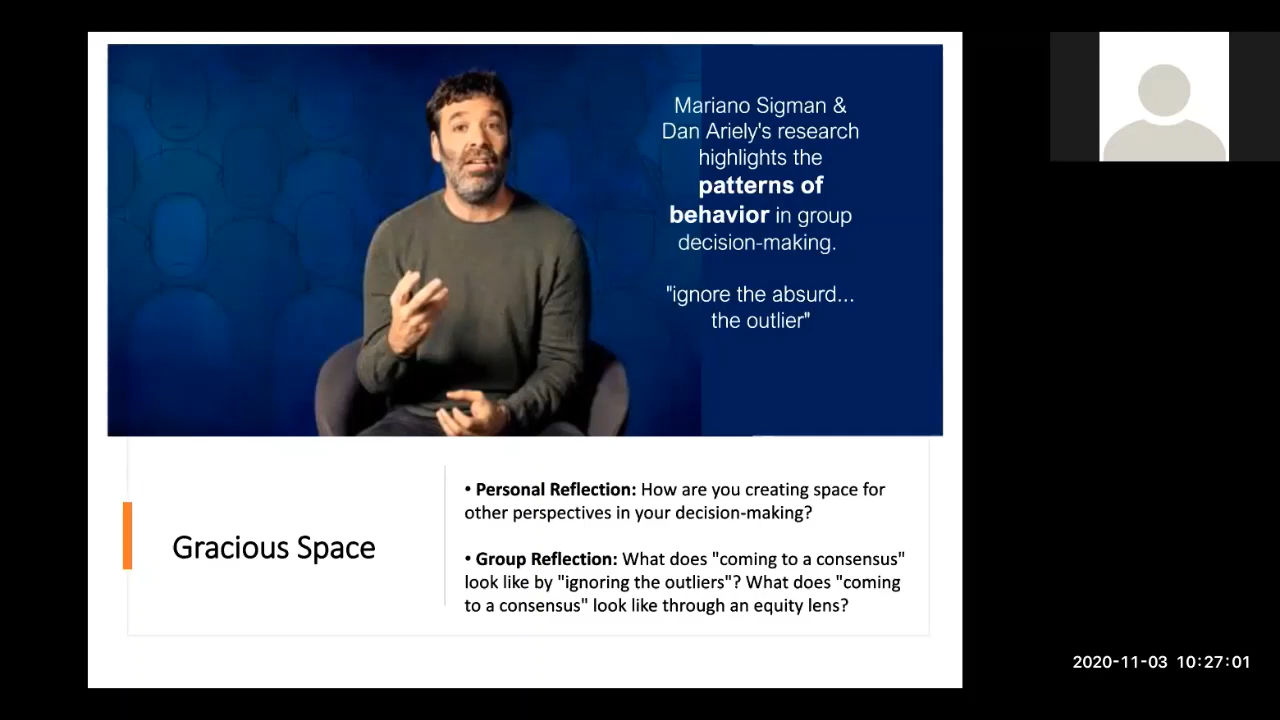 Mariano Sigman &
Dan Ariely's research
highlights the
patterns of
behavior in group
decision-making.
"ignore the absurd...
the outlier"
Gracious Space
• Personal Reflection: How are you creating space for
other perspectives in your decision-making?
• Group Reflection: What does "coming to a consensus"
look like by "ignoring the outliers"? What does "coming
to a consensus" look like through an equity lens?
2020-11-03 10:27:01